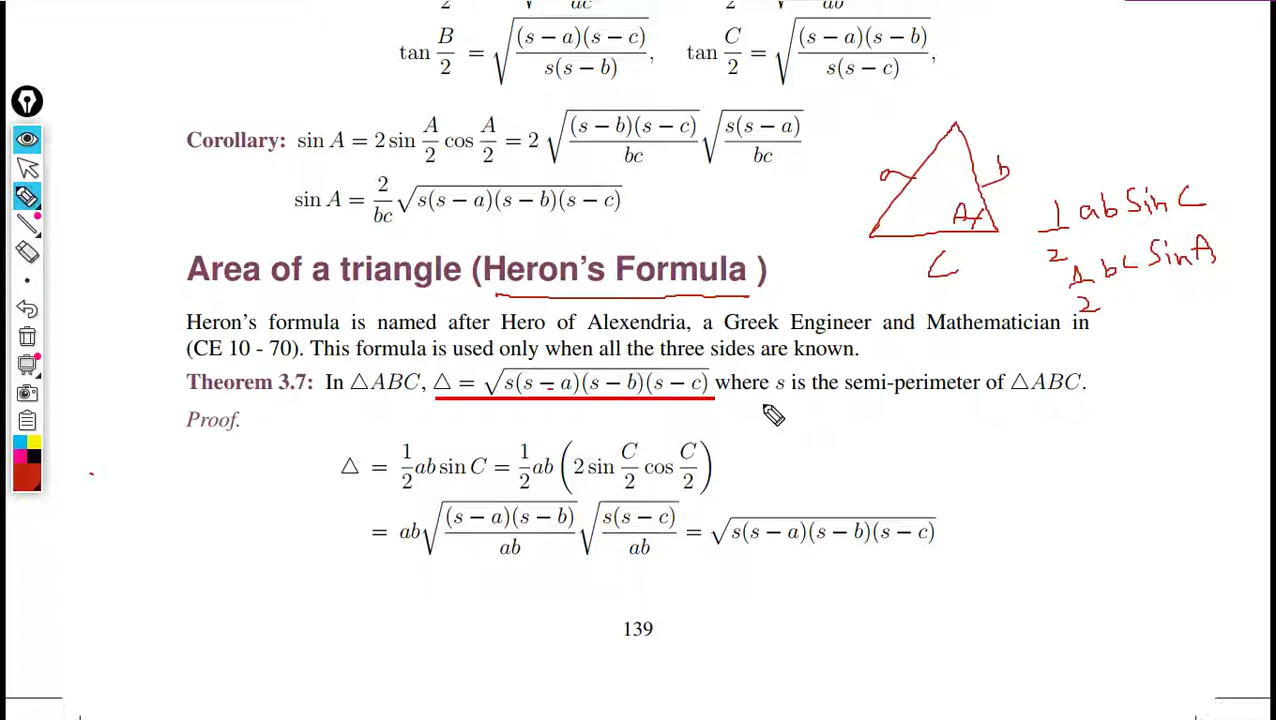 tan B/2 = √((s − a)(s − c)/s(s − b)), tan C/2 = √((s − a)(s − b)/s(s − c)),
Corollary: sin A = 2 sin A/2 cos A/2 = 2 √((s − b)(s − c)/bc) √(s(s − a)/bc)
sin A = 2/bc √(s(s − a)(s − b)(s − c))
a
b
A
C
1/2 ab Sin C
1/2 bc Sin A
Area of a triangle (Heron's Formula )
Heron's formula is named after Hero of Alexendria, a Greek Engineer and Mathematician in
(CE 10 - 70). This formula is used only when all the three sides are known.
Theorem 3.7: In △ABC, △ = √(s(s − a)(s − b)(s − c)) where s is the semi-perimeter of △ABC.
Proof.
△ = 1/2 ab sin C = 1/2 ab (2 sin C/2 cos C/2)
= ab √((s − a)(s − b)/ab) √(s(s − c)/ab) = √(s(s − a)(s − b)(s − c))
139